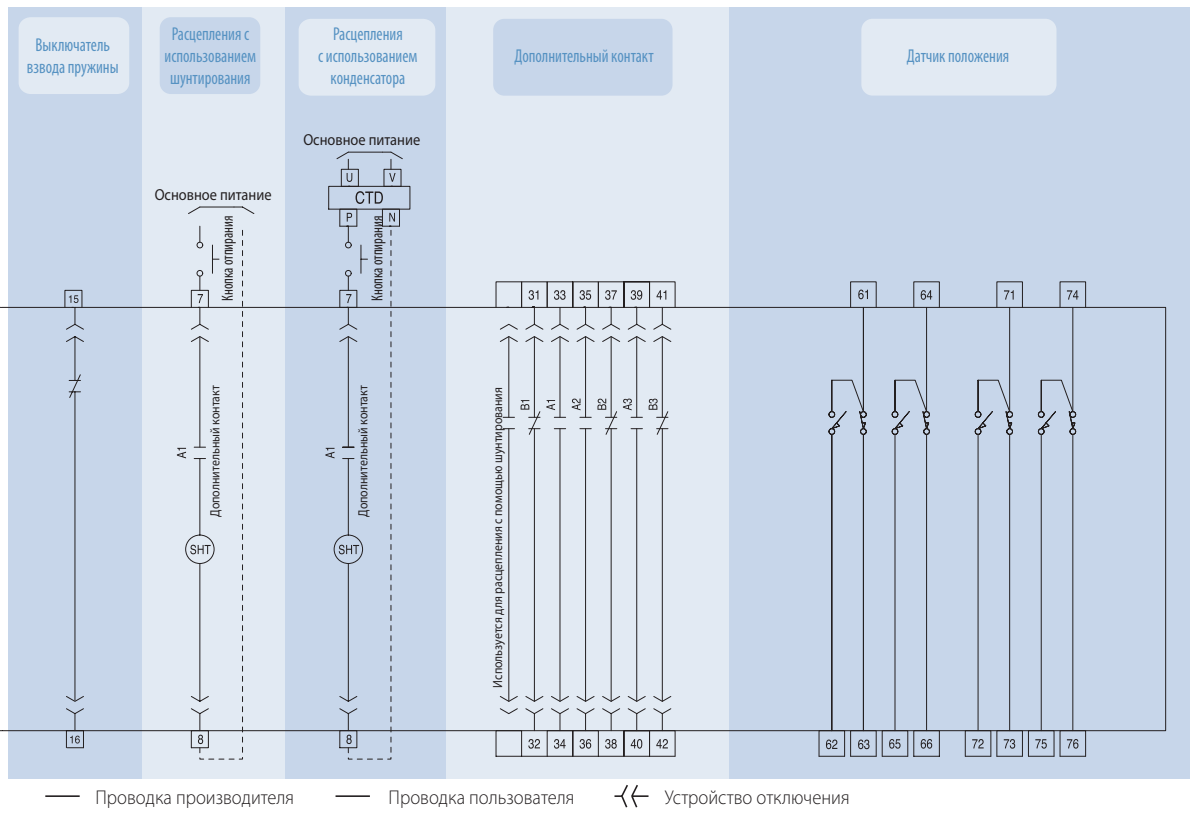 Выключатель
взвода пружины
Расцепления с
использованием
шунтирования
Расцепления
с использованием
конденсатора
Дополнительный контакт
Датчик положения
Основное питание
Основное питание
U
V
CTD
P
N
Кнопка отпирания
Кнопка отпирания
15
7
7
31
33
35
37
39
41
61
64
71
74
A1
Дополнительный контакт
SHT
A1
Дополнительный контакт
SHT
Используется для расцепления с помощью шунтирования
B1
A1
A2
B2
A3
B3
16
8
8
32
34
36
38
40
42
62
63
65
66
72
73
75
76
Проводка производителя
Проводка пользователя
Устройство отключения